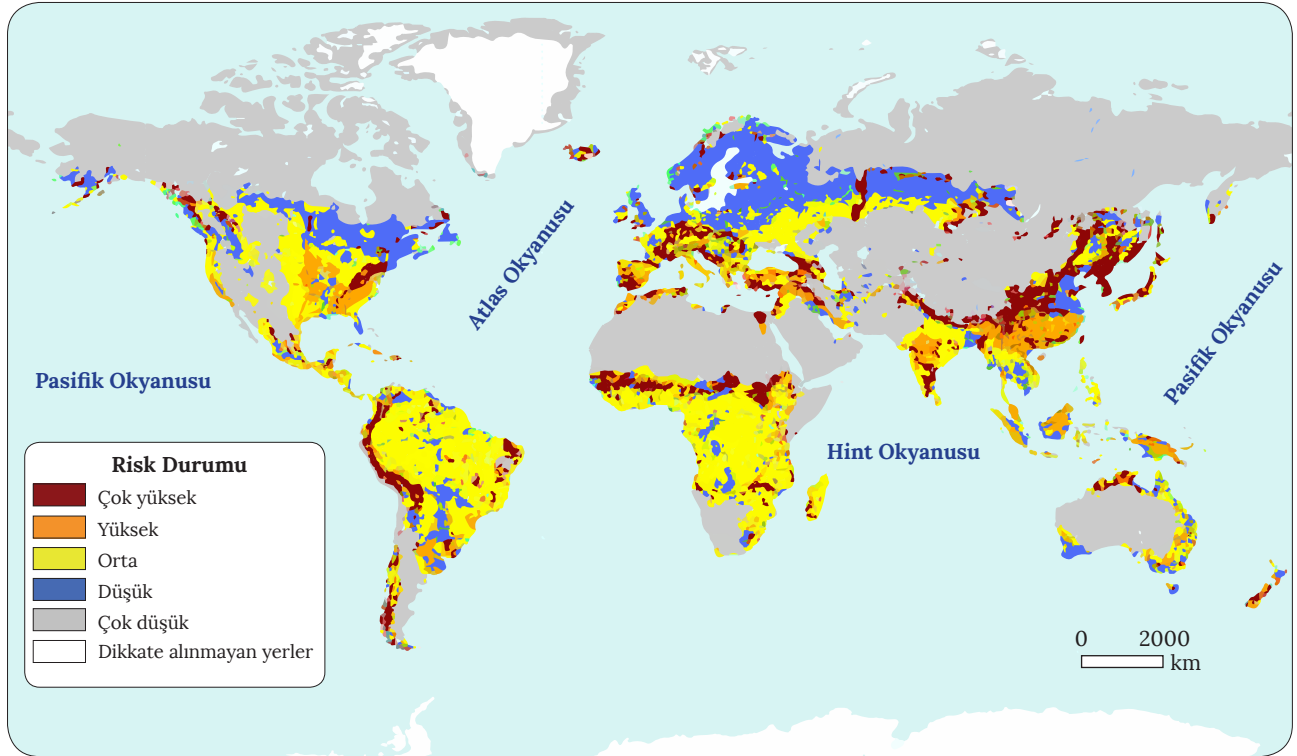 Atlas Okyanusu
Pasifik Okyanusu
Pasifik Okyanusu
Hint Okyanusu
Risk Durumu
Çok yüksek
Yüksek
Orta
Düşük
Çok düşük
Dikkate alınmayan yerler
0 2000
km